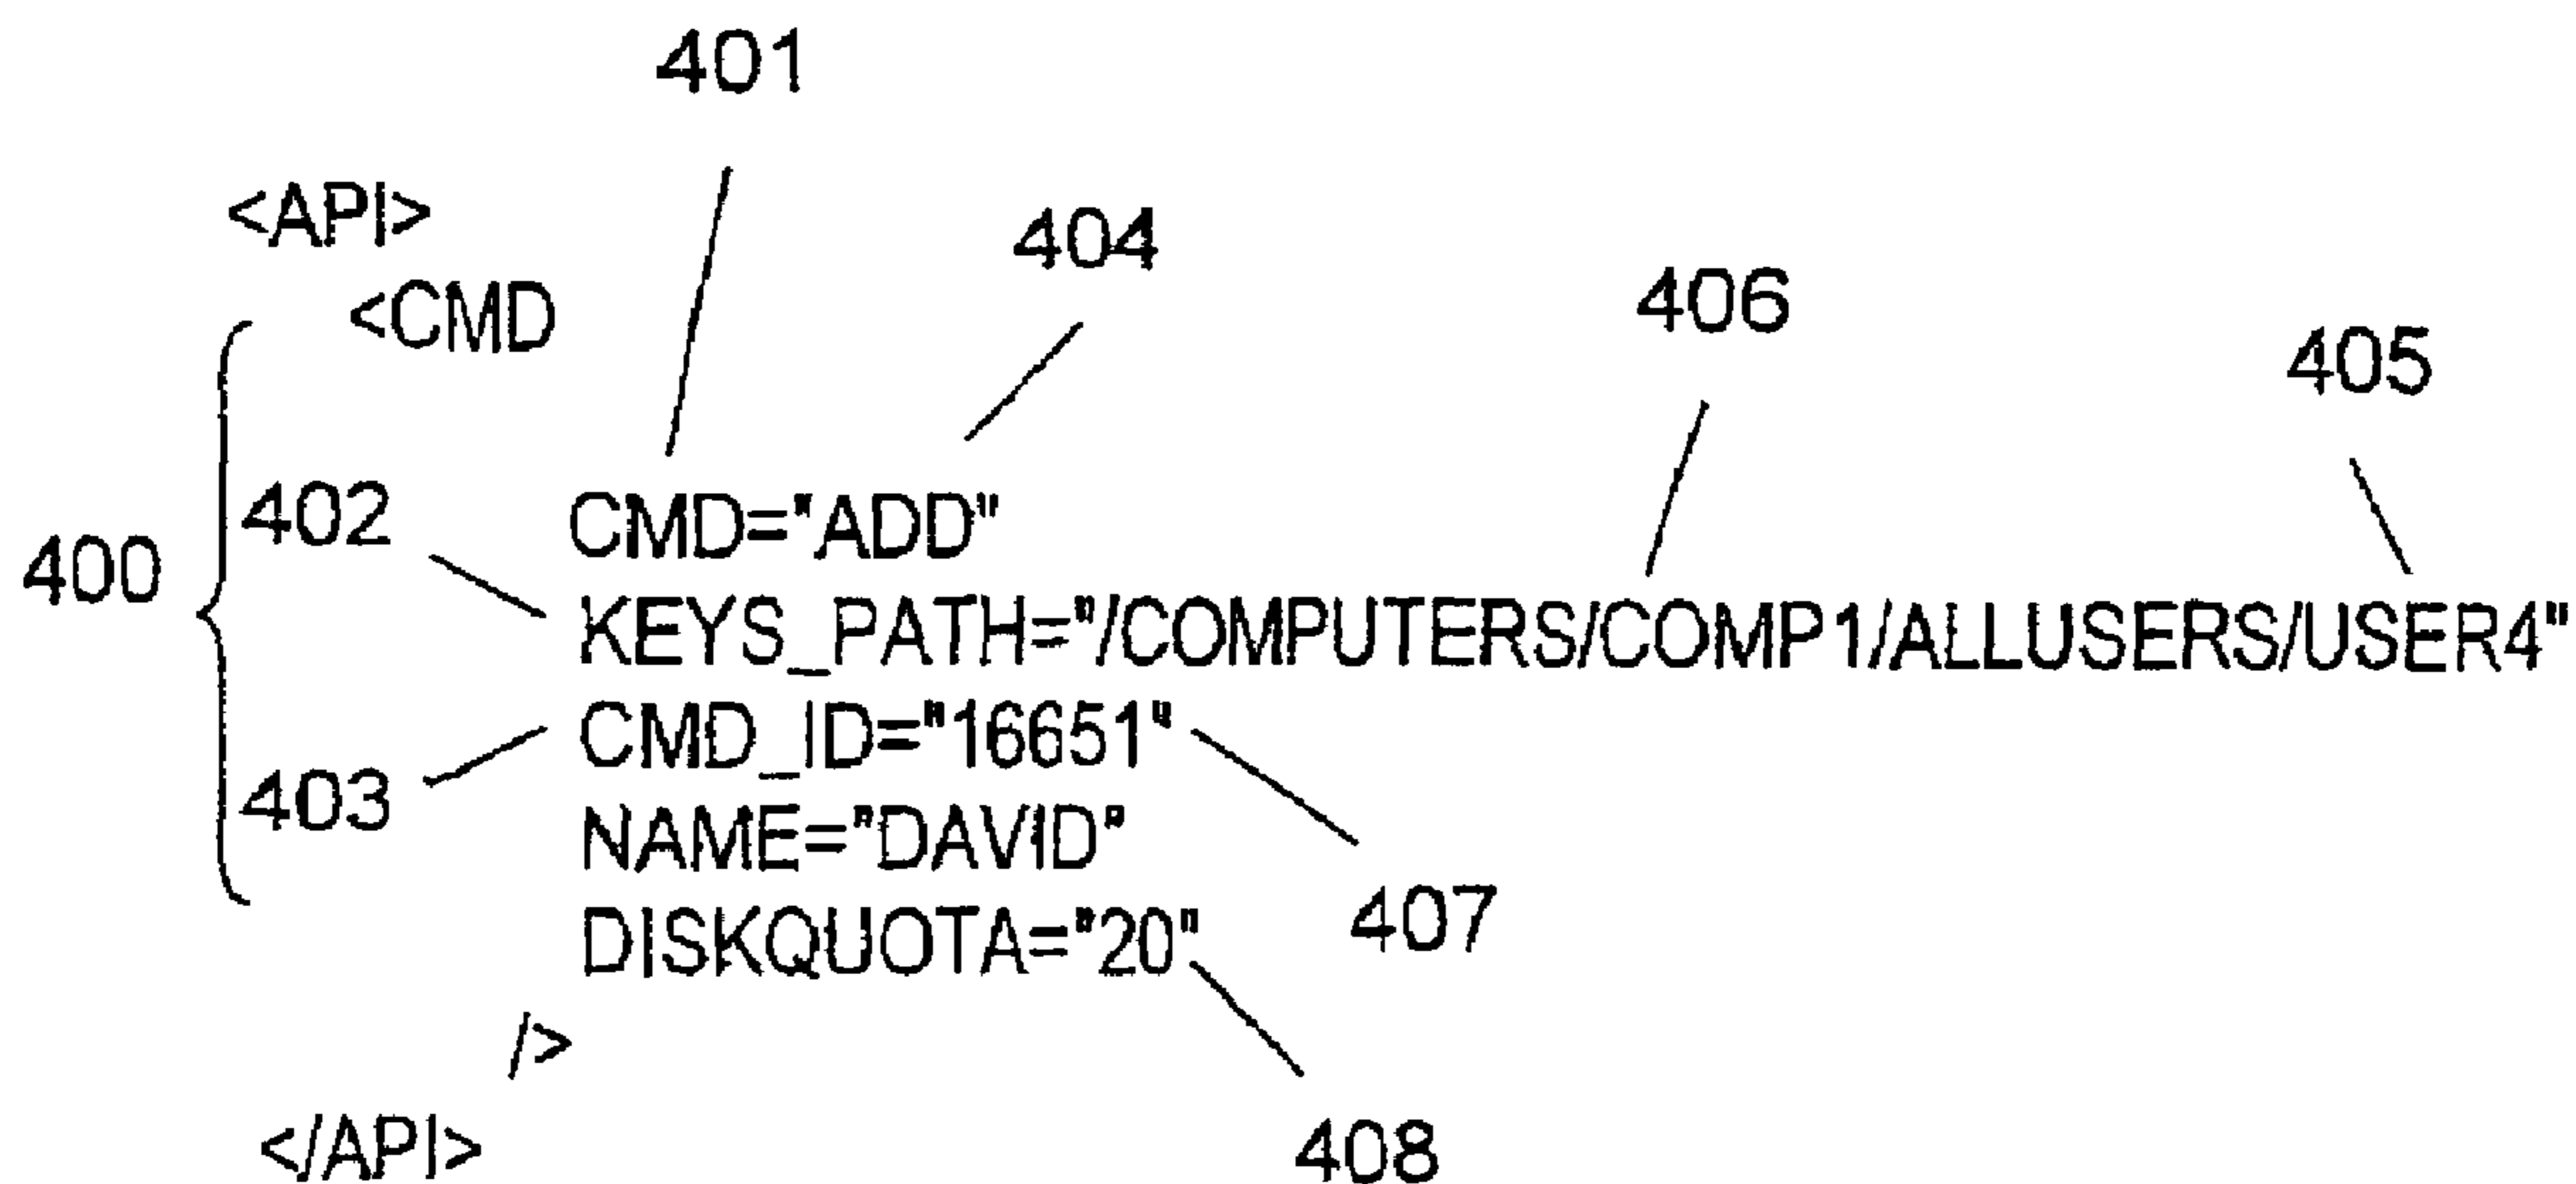 401
<API>
404
<CMD
406
405
402
CMD="ADD"
400
KEYS_PATH="/COMPUTERS/COMP1/ALLUSERS/USER4"
CMD_ID="16651"
403
NAME="DAVID"
407
DISKQUOTA="20"
/>
</API>
408